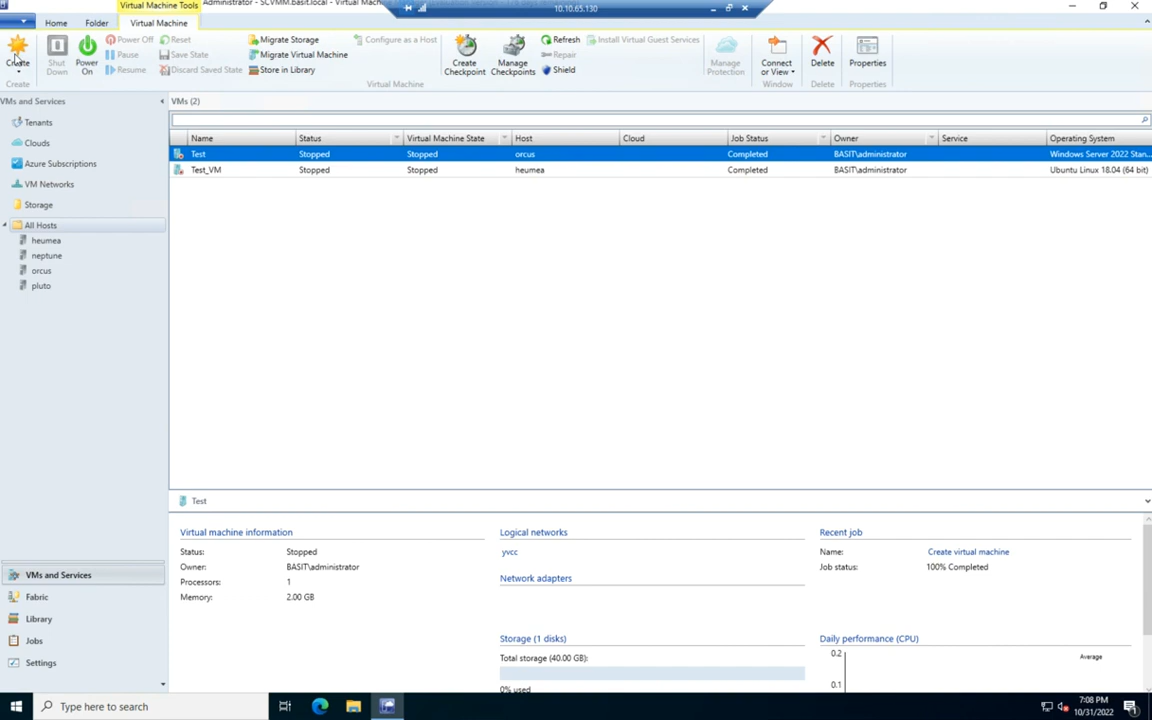 Virtual Machine Tools
Administrator - SCVMM.basit.local - Virtual Machine
10.10.65.130
Home
Folder
Virtual Machine
Create
Shut Down
Power On
Power Off
Pause
Resume
Reset
Save State
Discard Saved State
Migrate Storage
Migrate Virtual Machine
Store in Library
Configure as a Host
Create Checkpoint
Manage Checkpoints
Refresh
Repair
Shield
Install Virtual Guest Services
Manage Protection
Connect or View
Delete
Properties
Create
Virtual Machine
Window
Delete
Properties
VMs and Services
Tenants
Clouds
Azure Subscriptions
VM Networks
Storage
All Hosts
heumea
neptune
orcus
pluto
VMs (2)
Name Status Virtual Machine State Host Cloud Job Status Owner Service Operating System
Test Stopped Stopped orcus Completed BASIT\administrator Windows Server 2022 Stan...
Test_VM Stopped Stopped heumea Completed BASIT\administrator Ubuntu Linux 18.04 (64 bit)
Test
Virtual machine information
Status: Stopped
Owner: BASIT\administrator
Processors: 1
Memory: 2.00 GB
Logical networks
yvcc
Network adapters
Storage (1 disks)
Total storage (40.00 GB):
0% used
Recent job
Name: Create virtual machine
Job status: 100% Completed
Daily performance (CPU)
0.2
Average
0.1
VMs and Services
Fabric
Library
Jobs
Settings
Type here to search
7:08 PM
10/31/2022